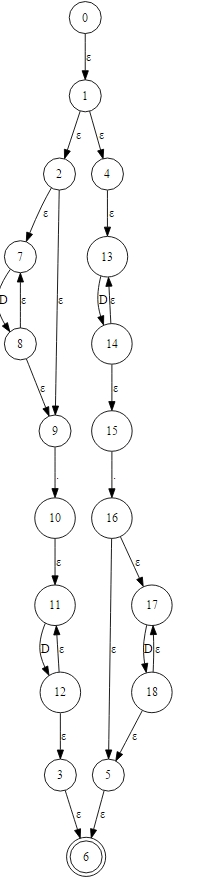 0
ε
1
ε ε
2 4
ε ε
7 13
D ε D ε
ε
8 14
ε ε
9 15
. .
10 16
ε ε
11 17
D ε ε D ε
12 18
ε ε
3 5
ε ε
6